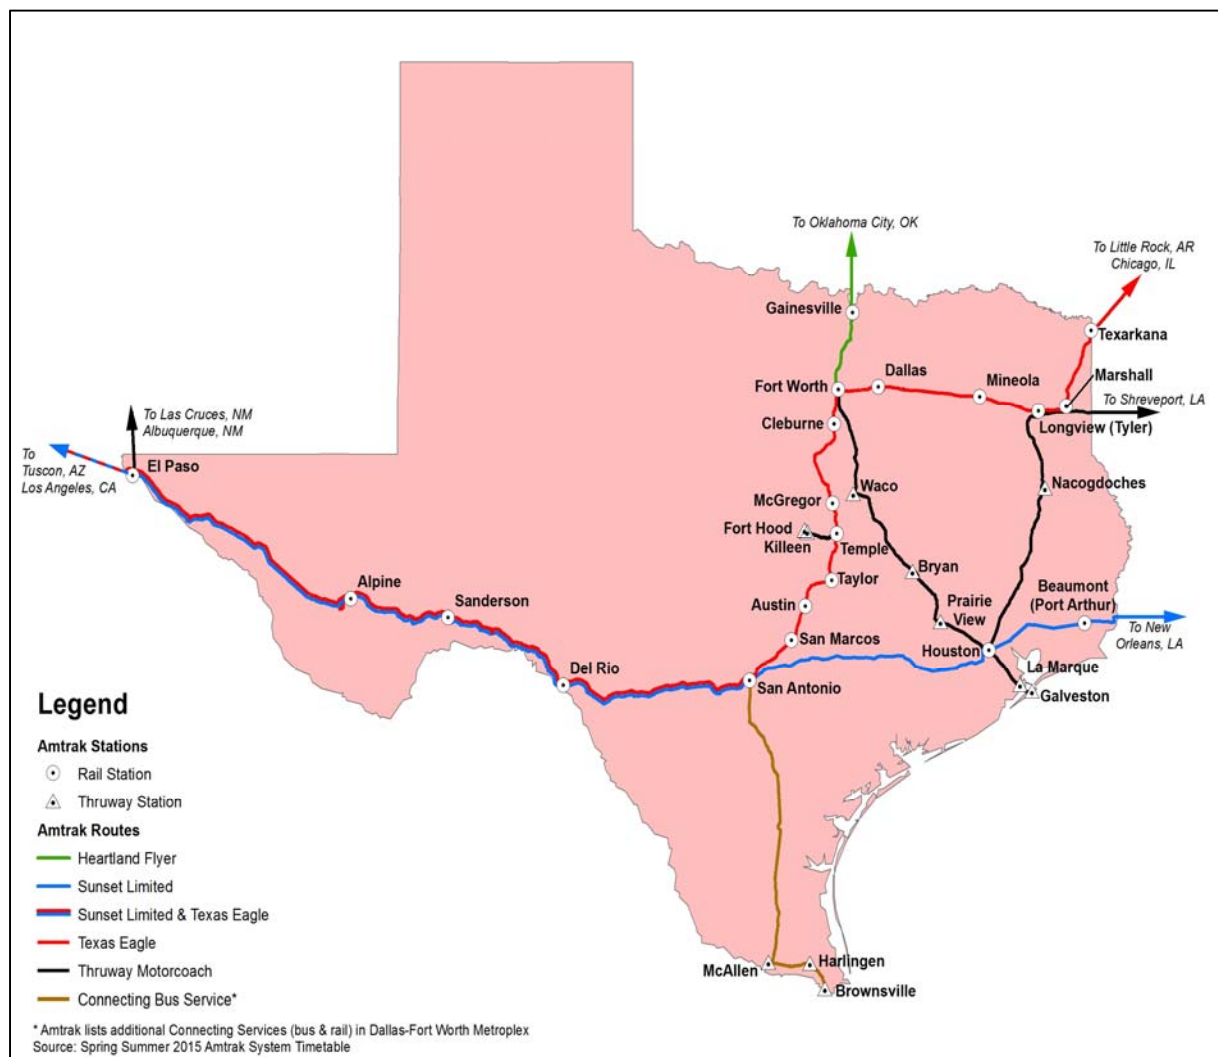 To Oklahoma City, OK
To Little Rock, AR
Chicago, IL
Gainesville
Texarkana
Fort Worth
Dallas
Mineola
Marshall
To Shreveport, LA
Longview (Tyler)
Cleburne
To Las Cruces, NM
Albuquerque, NM
To
Tuscon, AZ
Los Angeles, CA
El Paso
Nacogdoches
Waco
McGregor
Fort Hood
Killeen
Temple
Bryan
Taylor
Alpine
Sanderson
Austin
Prairie
View
Beaumont
(Port Arthur)
To New
Orleans, LA
San Marcos
Houston
La Marque
Del Rio
San Antonio
Galveston
Legend
Amtrak Stations
Rail Station
Thruway Station
Amtrak Routes
Heartland Flyer
Sunset Limited
Sunset Limited & Texas Eagle
Texas Eagle
Thruway Motorcoach
Connecting Bus Service*
McAllen
Harlingen
Brownsville
* Amtrak lists additional Connecting Services (bus & rail) in Dallas-Fort Worth Metroplex
Source: Spring Summer 2015 Amtrak System Timetable